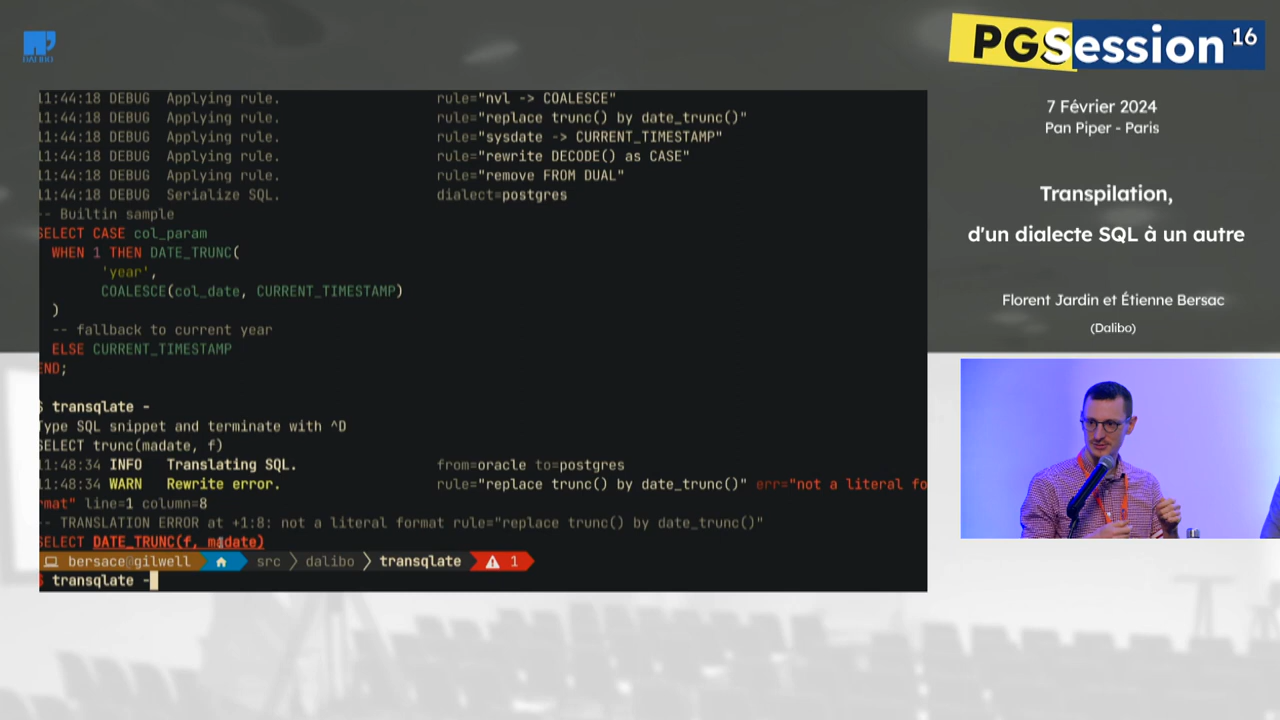 DALIBO
PGSession 16
7 Février 2024
Pan Piper - Paris
Transpilation,
d'un dialecte SQL à un autre
Florent Jardin et Étienne Bersac
(Dalibo)
11:44:18 DEBUG Applying rule. rule="nvl -> COALESCE"
11:44:18 DEBUG Applying rule. rule="replace trunc() by date_trunc()"
11:44:18 DEBUG Applying rule. rule="sysdate -> CURRENT_TIMESTAMP"
11:44:18 DEBUG Applying rule. rule="rewrite DECODE() as CASE"
11:44:18 DEBUG Applying rule. rule="remove FROM DUAL"
11:44:18 DEBUG Serialize SQL. dialect=postgres
-- Builtin sample
SELECT CASE col_param
WHEN 1 THEN DATE_TRUNC(
'year',
COALESCE(col_date, CURRENT_TIMESTAMP)
)
-- fallback to current year
ELSE CURRENT_TIMESTAMP
END;
$ transqlate -
Type SQL snippet and terminate with ^D
SELECT trunc(madate, f)
11:48:34 INFO Translating SQL. from=oracle to=postgres
11:48:34 WARN Rewrite error. rule="replace trunc() by date_trunc()" err="not a literal fo
rmat" line=1 column=8
-- TRANSLATION ERROR at +1:8: not a literal format rule="replace trunc() by date_trunc()"
SELECT DATE_TRUNC(f, madate)
bersace@gilwell src dalibo transqlate 1
$ transqlate -